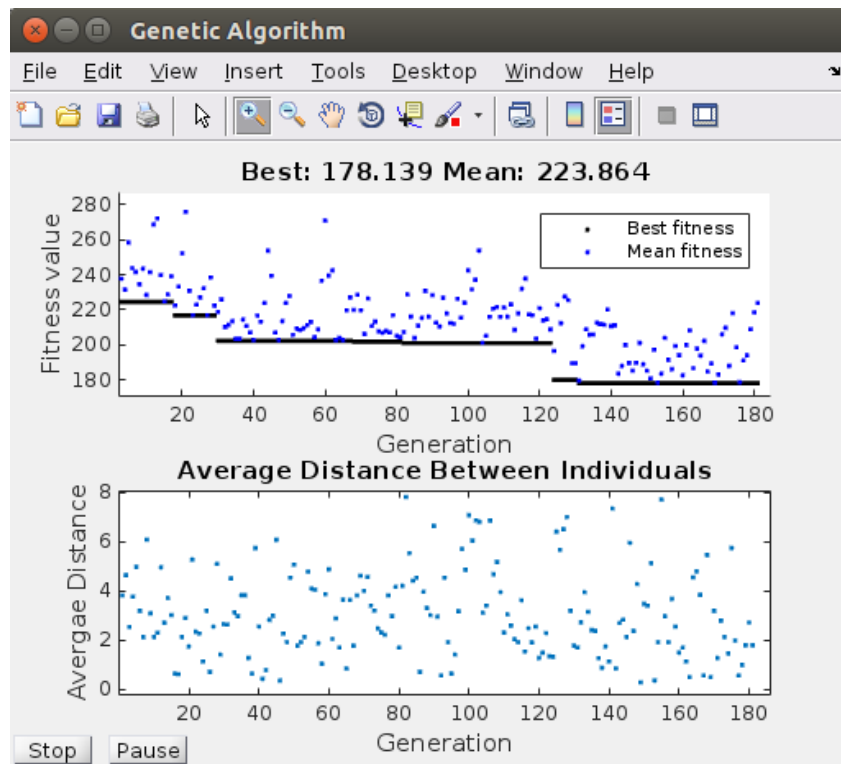 Genetic Algorithm
File Edit View Insert Tools Desktop Window Help
Best: 178.139 Mean: 223.864
Fitness value
280
260
240
220
200
180
Best fitness
Mean fitness
20 40 60 80 100 120 140 160 180
Generation
Average Distance Between Individuals
Avergae Distance
8
6
4
2
0
20 40 60 80 100 120 140 160 180
Generation
Stop Pause